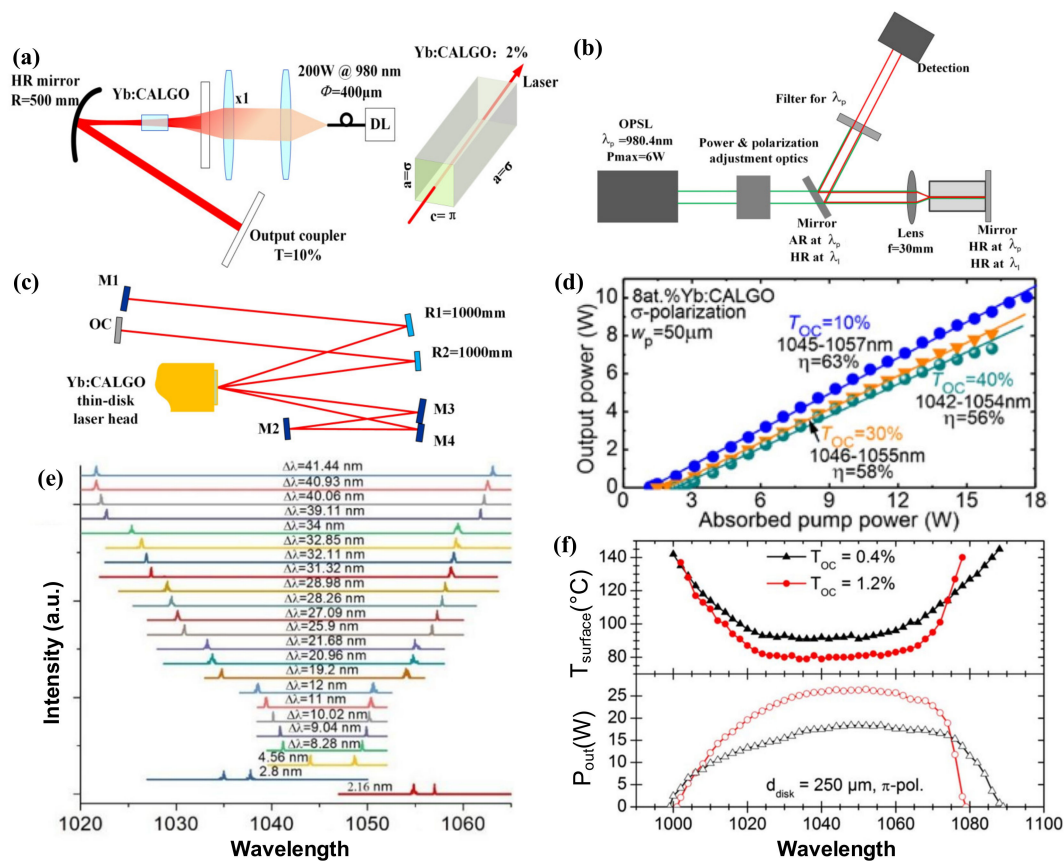 (a)
HR mirror
R=500 mm
Yb:CALGO
x1
200W @ 980 nm
Φ=400μm
DL
Output coupler
T=10%
Yb:CALGO: 2%
Laser
a=σ
a=σ
c= π
(b)
Detection
Filter for λp
OPSL
λp =980.4nm
Pmax=6W
Power & polarization
adjustment optics
Mirror
AR at λp
HR at λl
Lens
f=30mm
Mirror
HR at λp
HR at λl
(c)
M1
OC
R1=1000mm
R2=1000mm
Yb:CALGO
thin-disk
laser head
M2
M3
M4
(d)
Output power (W)
10
8
6
4
2
0
8at.%Yb:CALGO
σ-polarization
wp=50μm
TOC=10%
1045-1057nm
η=63%
TOC=40%
1042-1054nm
η=56%
TOC=30%
1046-1055nm
η=58%
0 3 6 9 12 15 18
Absorbed pump power (W)
(e)
Intensity (a.u.)
Δλ=41.44 nm
Δλ=40.93 nm
Δλ=40.06 nm
Δλ=39.11 nm
Δλ=34 nm
Δλ=32.85 nm
Δλ=32.11 nm
Δλ=31.32 nm
Δλ=28.98 nm
Δλ=28.26 nm
Δλ=27.09 nm
Δλ=25.9 nm
Δλ=21.68 nm
Δλ=20.96 nm
Δλ=19.2 nm
Δλ=12 nm
Δλ=11 nm
Δλ=10.02 nm
Δλ=9.04 nm
Δλ=8.28 nm
4.56 nm
2.8 nm
2.16 nm
1020 1030 1040 1050 1060
Wavelength
(f)
Tsurface(°C)
140
120
100
80
TOC = 0.4%
TOC = 1.2%
Pout(W)
25
20
15
10
5
0
ddisk = 250 μm, π-pol.
1000 1020 1040 1060 1080 1100
Wavelength